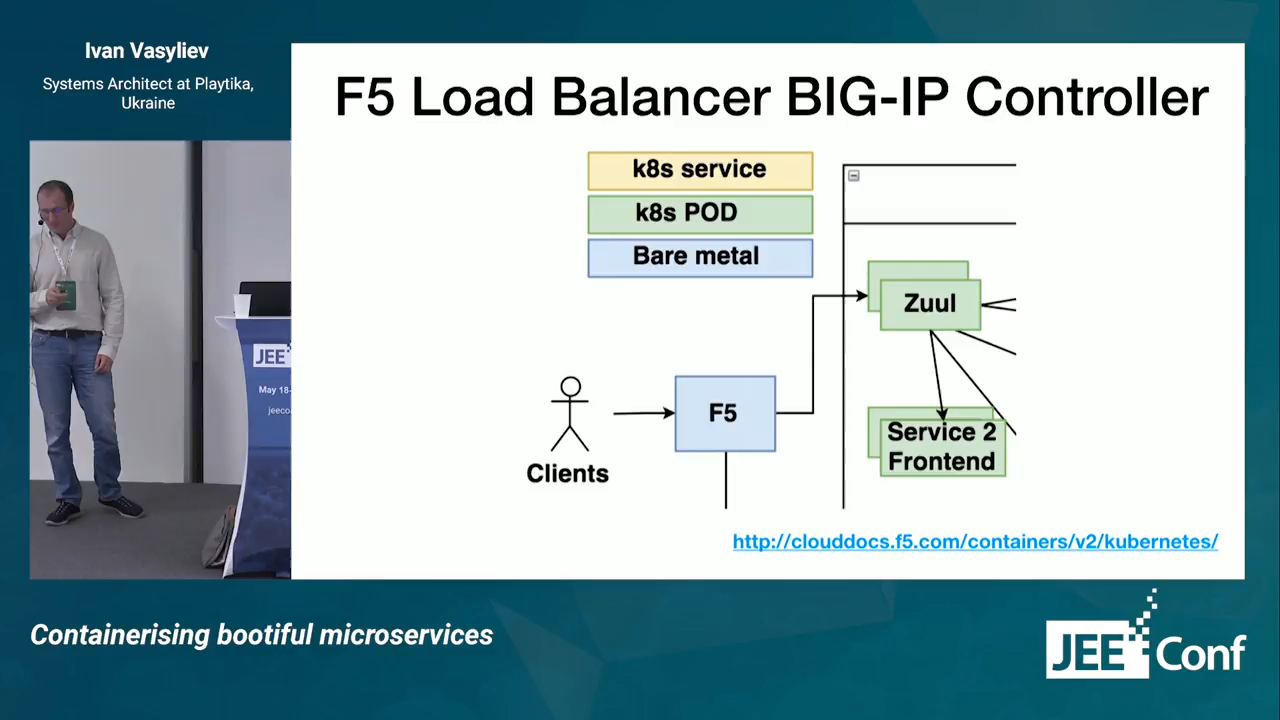 Ivan Vasyliev
Systems Architect at Playtika,
Ukraine
F5 Load Balancer BIG-IP Controller
k8s service
k8s POD
Bare metal
Zuul
F5
Clients
Service 2
Frontend
http://clouddocs.f5.com/containers/v2/kubernetes/
JEE
May 18-
jeeco
Containerising bootiful microservices
JEE Conf